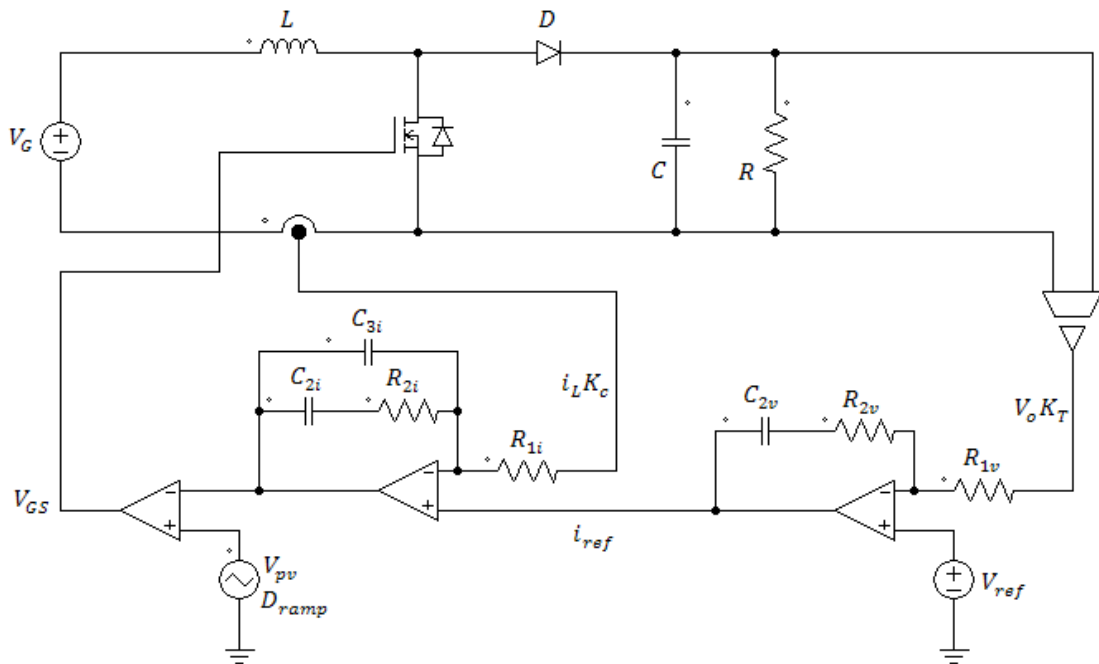 L
D
V_G
C
R
C_{3i}
C_{2i}
R_{2i}
i_L K_c
C_{2v}
R_{2v}
V_o K_T
R_{1i}
R_{1v}
V_{GS}
i_{ref}
V_{pv}
D_{ramp}
V_{ref}